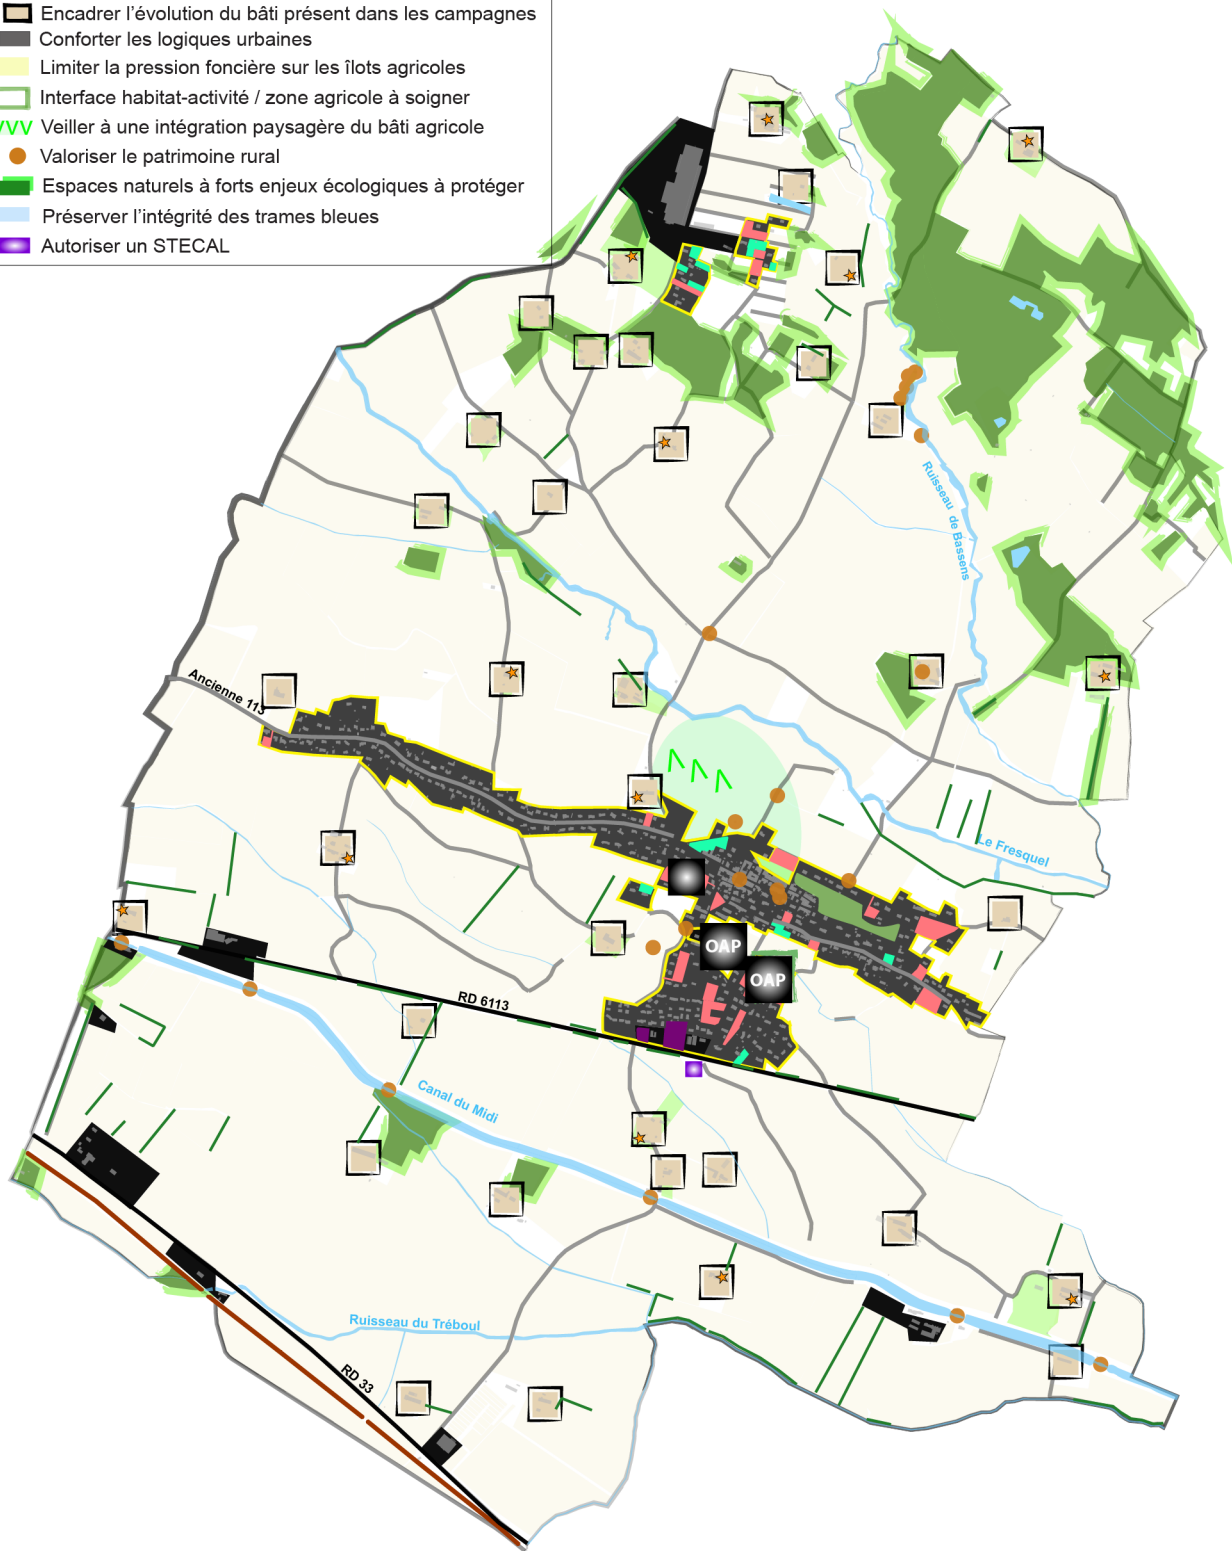 Encadrer l’évolution du bâti présent dans les campagnes
Conforter les logiques urbaines
Limiter la pression foncière sur les îlots agricoles
Interface habitat-activité / zone agricole à soigner
Veiller à une intégration paysagère du bâti agricole
Valoriser le patrimoine rural
Espaces naturels à forts enjeux écologiques à protéger
Préserver l’intégrité des trames bleues
Autoriser un STECAL
Ruisseau de Bassens
Ancienne 113
Le Fresquel
OAP
OAP
RD 6113
Canal du Midi
Ruisseau du Tréboul
RD 33